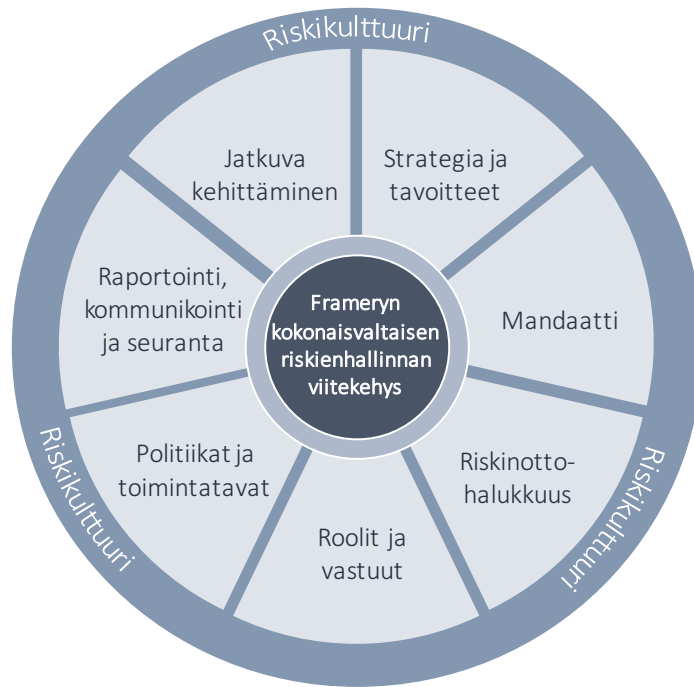 Riskikulttuuri
Jatkuva
kehittäminen
Strategia ja
tavoitteet
Raportointi,
kommunikointi
ja seuranta
Frameryn
kokonaisvaltaisen
riskienhallinnan
viitekehys
Mandaatti
Politiikat ja
toimintatavat
Riskinotto-
halukkuus
Roolit ja
vastuut
Riskikulttuuri
Riskikulttuuri